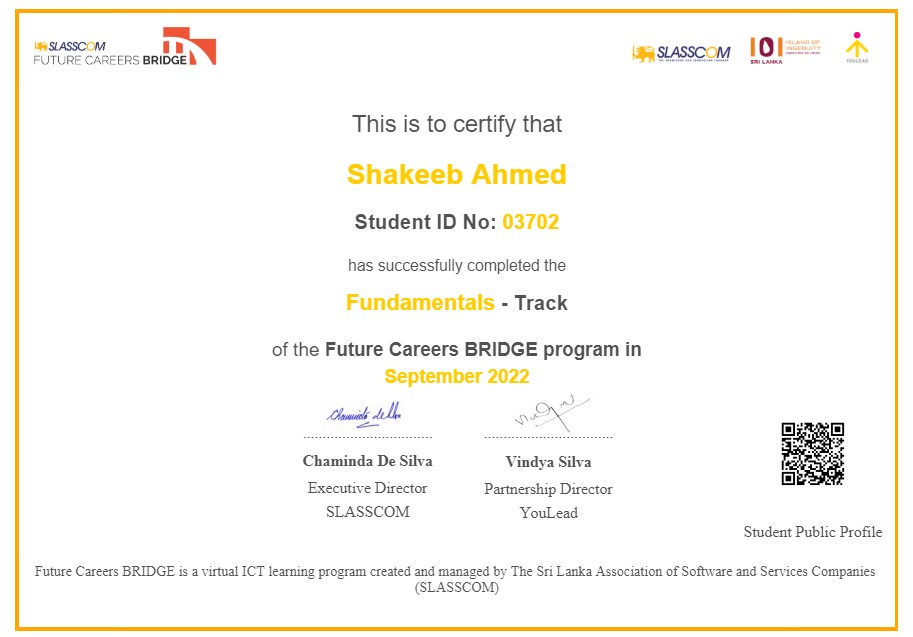 SLASSCOM
FUTURE CAREERS BRIDGE
SLASSCOM
IOI
SRI LANKA
ISLAND OF
INGENUITY
YOULEAD
This is to certify that
Shakeeb Ahmed
Student ID No: 03702
has successfully completed the
Fundamentals - Track
of the Future Careers BRIDGE program in
September 2022
Chaminda De Silva
Executive Director
SLASSCOM
Vindya Silva
Partnership Director
YouLead
Student Public Profile
Future Careers BRIDGE is a virtual ICT learning program created and managed by The Sri Lanka Association of Software and Services Companies
(SLASSCOM)